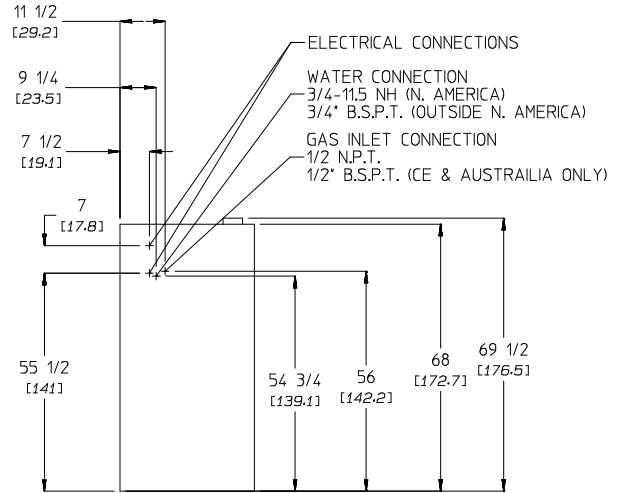 11 1/2
[29.2]
9 1/4
[23.5]
7 1/2
[19.1]
7
[17.8]
ELECTRICAL CONNECTIONS
WATER CONNECTION
3/4-11.5 NH (N. AMERICA)
3/4" B.S.P.T. (OUTSIDE N. AMERICA)
GAS INLET CONNECTION
1/2 N.P.T.
1/2" B.S.P.T. (CE & AUSTRAILIA ONLY)
55 1/2
[141]
54 3/4
[139.1]
56
[142.2]
68
[172.7]
69 1/2
[176.5]